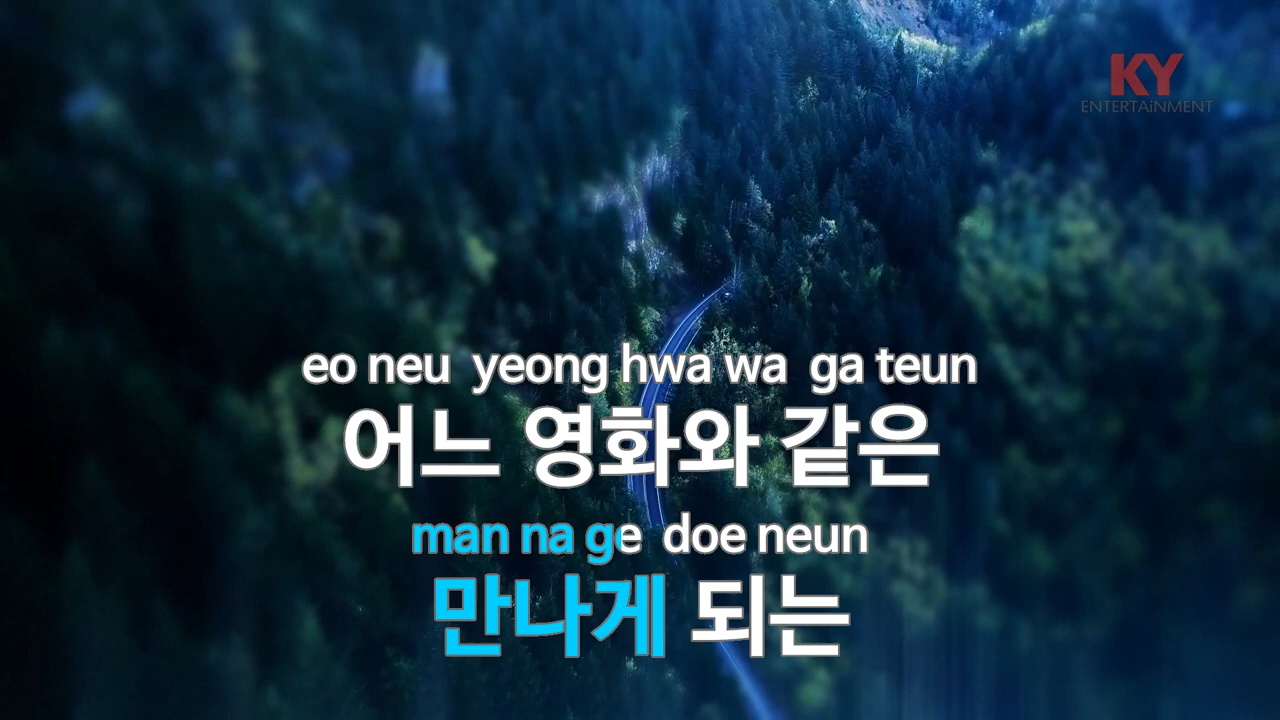 KY
ENTERTAiNMENT
eo neu yeong hwa wa ga teun
어느 영화와 같은
man na ge doe neun
만나게 되는